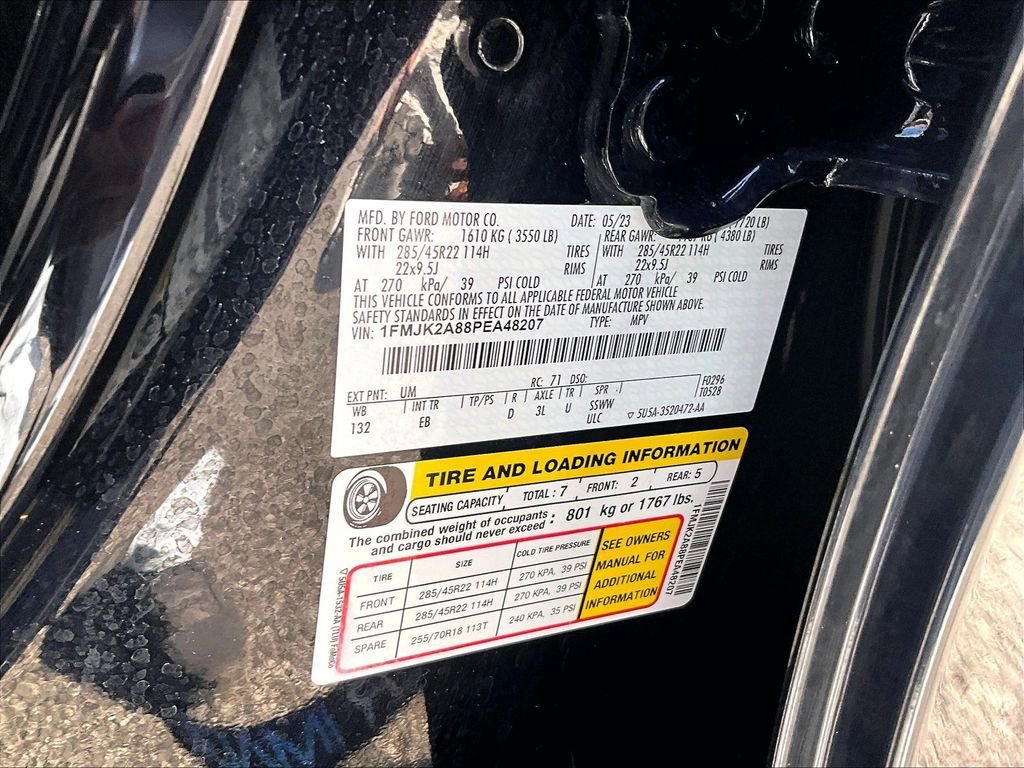 MFD. BY FORD MOTOR CO. DATE: 05/23 LB)
FRONT GAWR: 1610 KG ( 3550 LB) REAR GAWR: KG ( 4380 LB)
WITH 285/45R22 114H TIRES WITH 285/45R22 114H TIRES
22x9.5J RIMS 22x9.5J RIMS
AT 270 kPa/ 39 PSI COLD AT 270 kPa/ 39 PSI COLD
THIS VEHICLE CONFORMS TO ALL APPLICABLE FEDERAL MOTOR VEHICLE
SAFETY STANDARDS IN EFFECT ON THE DATE OF MANUFACTURE SHOWN ABOVE.
VIN: 1FMJK2A88PEA48207 TYPE: MPV
EXT PNT: UM RC: 71 DSO: F0296
WB INT TR TP/PS R AXLE TR SPR T0528
132 EB D 3L U SSWW
ULC ▽ 5U5A-3520472-AA
TIRE AND LOADING INFORMATION
SEATING CAPACITY TOTAL : 7 FRONT: 2 REAR: 5
The combined weight of occupants and cargo should never exceed : 801 kg or 1767 lbs.
TIRE SIZE COLD TIRE PRESSURE
FRONT 285/45R22 114H 270 KPA, 39 PSI
REAR 285/45R22 114H 270 KPA, 39 PSI
SPARE 255/70R18 113T 240 KPA, 35 PSI
SEE OWNERS
MANUAL FOR
ADDITIONAL
INFORMATION
1FMJK2A88PEA48207